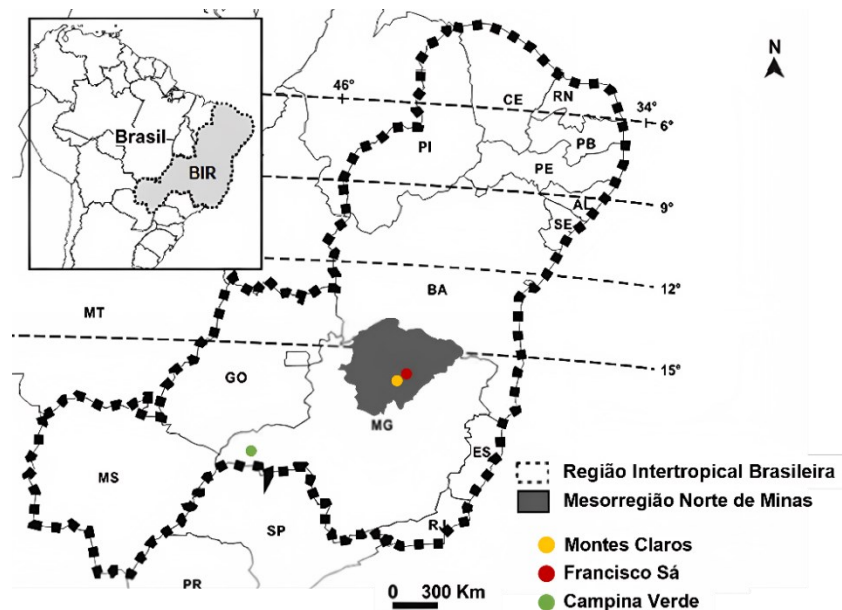 N
46°
34°
CE
RN
6°
Brasil
PI
PB
BIR
PE
9°
AL
SE
BA
12°
MT
15°
GO
MG
ES
Região Intertropical Brasileira
MS
Mesorregião Norte de Minas
SP
RJ
Montes Claros
Francisco Sá
PR
0 300 Km
Campina Verde